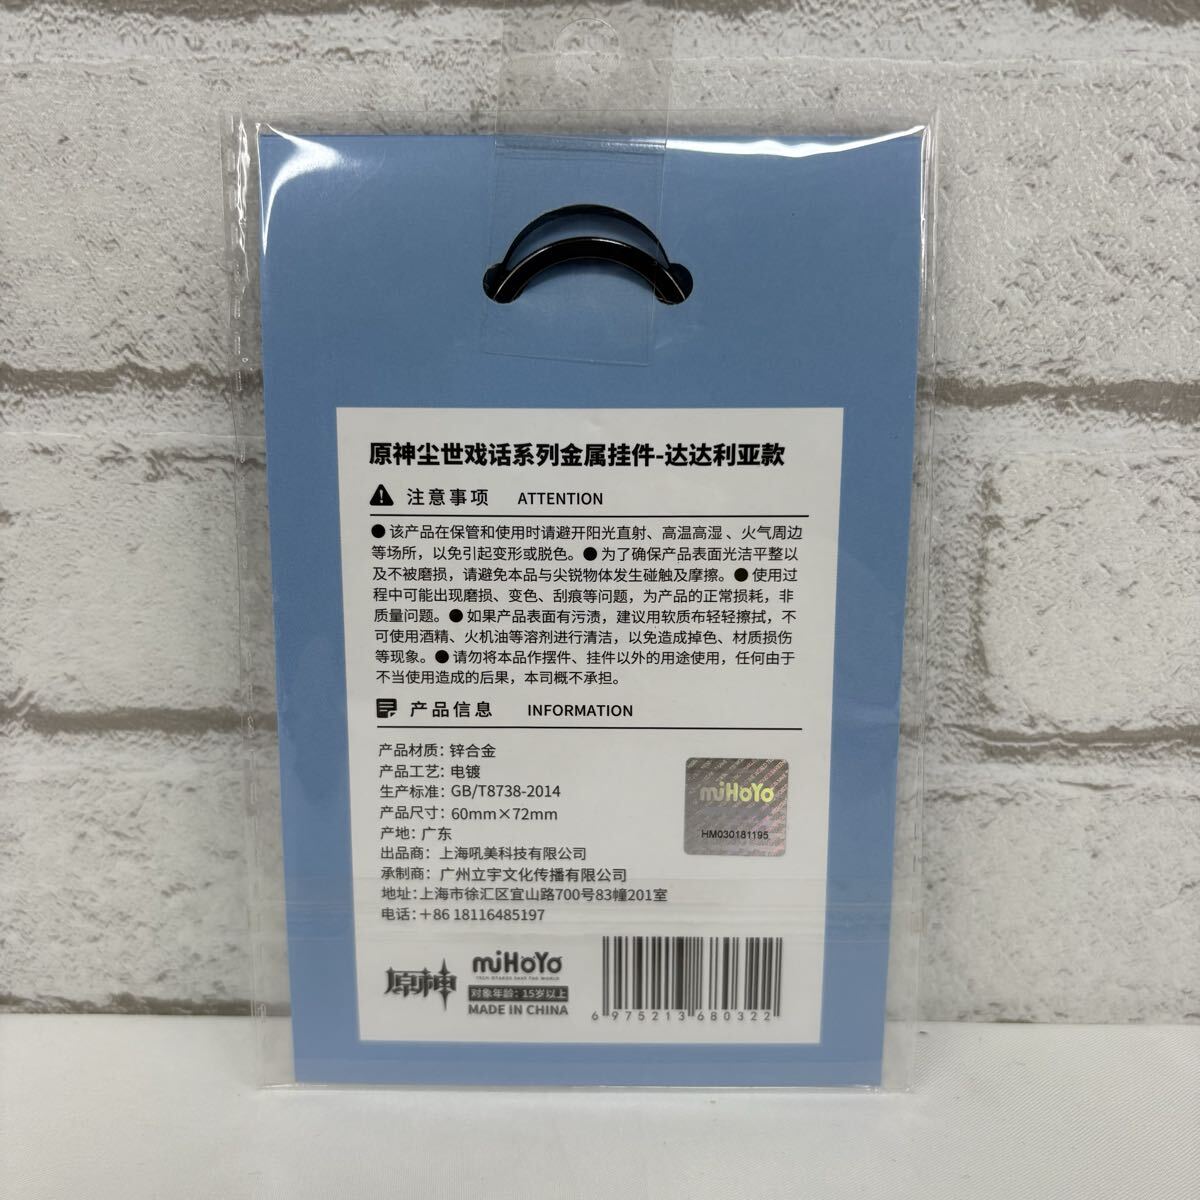 原神尘世戏话系列金属挂件-达达利亚款
注意事项 ATTENTION
●该产品在保管和使用时请避开阳光直射、高温高湿、火气周边
等场所，以免引起变形或脱色。●为了确保产品表面光洁平整以
及不被磨损，请避免本品与尖锐物体发生碰触及摩擦。●使用过
程中可能出现磨损、变色、刮痕等问题，为产品的正常损耗，非
质量问题。●如果产品表面有污渍，建议用软质布轻轻擦拭，不
可使用酒精、火机油等溶剂进行清洁，以免造成掉色、材质损伤
等现象。●请勿将本品作摆件、挂件以外的用途使用，任何由于
不当使用造成的后果，本司概不承担。
产品信息 INFORMATION
产品材质：锌合金
产品工艺：电镀
生产标准：GB/T8738-2014
产品尺寸：60mm×72mm
产地：广东
出品商：上海吼美科技有限公司
承制商：广州立宇文化传播有限公司
地址：上海市徐汇区宜山路700号83幢201室
电话：+86 18116485197
miHoYo
HM030181195
原神
miHoYo
TECH OTAKUS SAVE THE WORLD
对象年龄：15岁以上
MADE IN CHINA
6 975213 680322